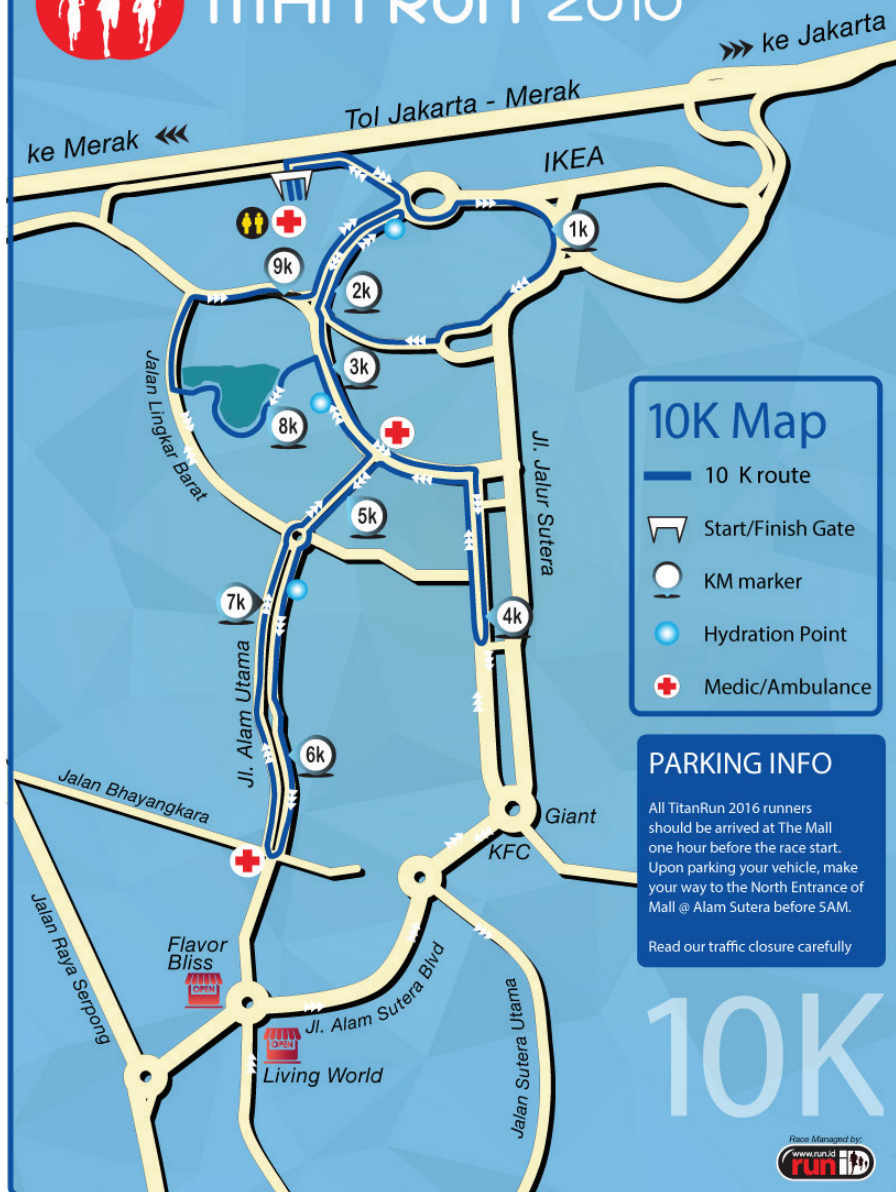 TITAN RUN 2016
ke Jakarta
Tol Jakarta - Merak
ke Merak
IKEA
1k
9k
2k
3k
Jalan Lingkar Barat
8k
Jl. Jalur Sutera
5k
7k
4k
Jl. Alam Utama
6k
Jalan Bhayangkara
Giant
KFC
Jalan Raya Serpong
Flavor
Bliss
OPEN
Jl. Alam Sutera Blvd
OPEN
Living World
Jalan Sutera Utama
10K Map
10 K route
Start/Finish Gate
KM marker
Hydration Point
Medic/Ambulance
PARKING INFO
All TitanRun 2016 runners
should be arrived at The Mall
one hour before the race start.
Upon parking your vehicle, make
your way to the North Entrance of
Mall @ Alam Sutera before 5AM.
Read our traffic closure carefully
10K
Race Managed by:
www.run.id
run iD